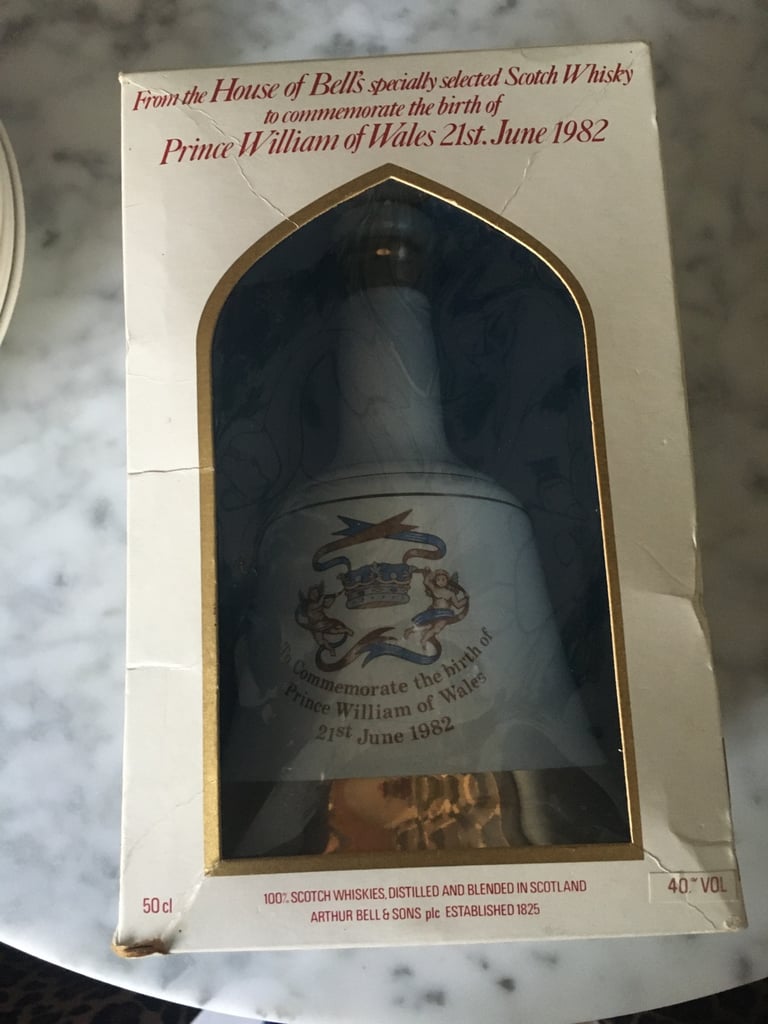 From the House of Bell's specially selected Scotch Whisky
to commemorate the birth of
Prince William of Wales 21st. June 1982
To Commemorate the birth of
Prince William of Wales
21st June 1982
50 cl
100% SCOTCH WHISKIES, DISTILLED AND BLENDED IN SCOTLAND
ARTHUR BELL & SONS plc ESTABLISHED 1825
40.% VOL